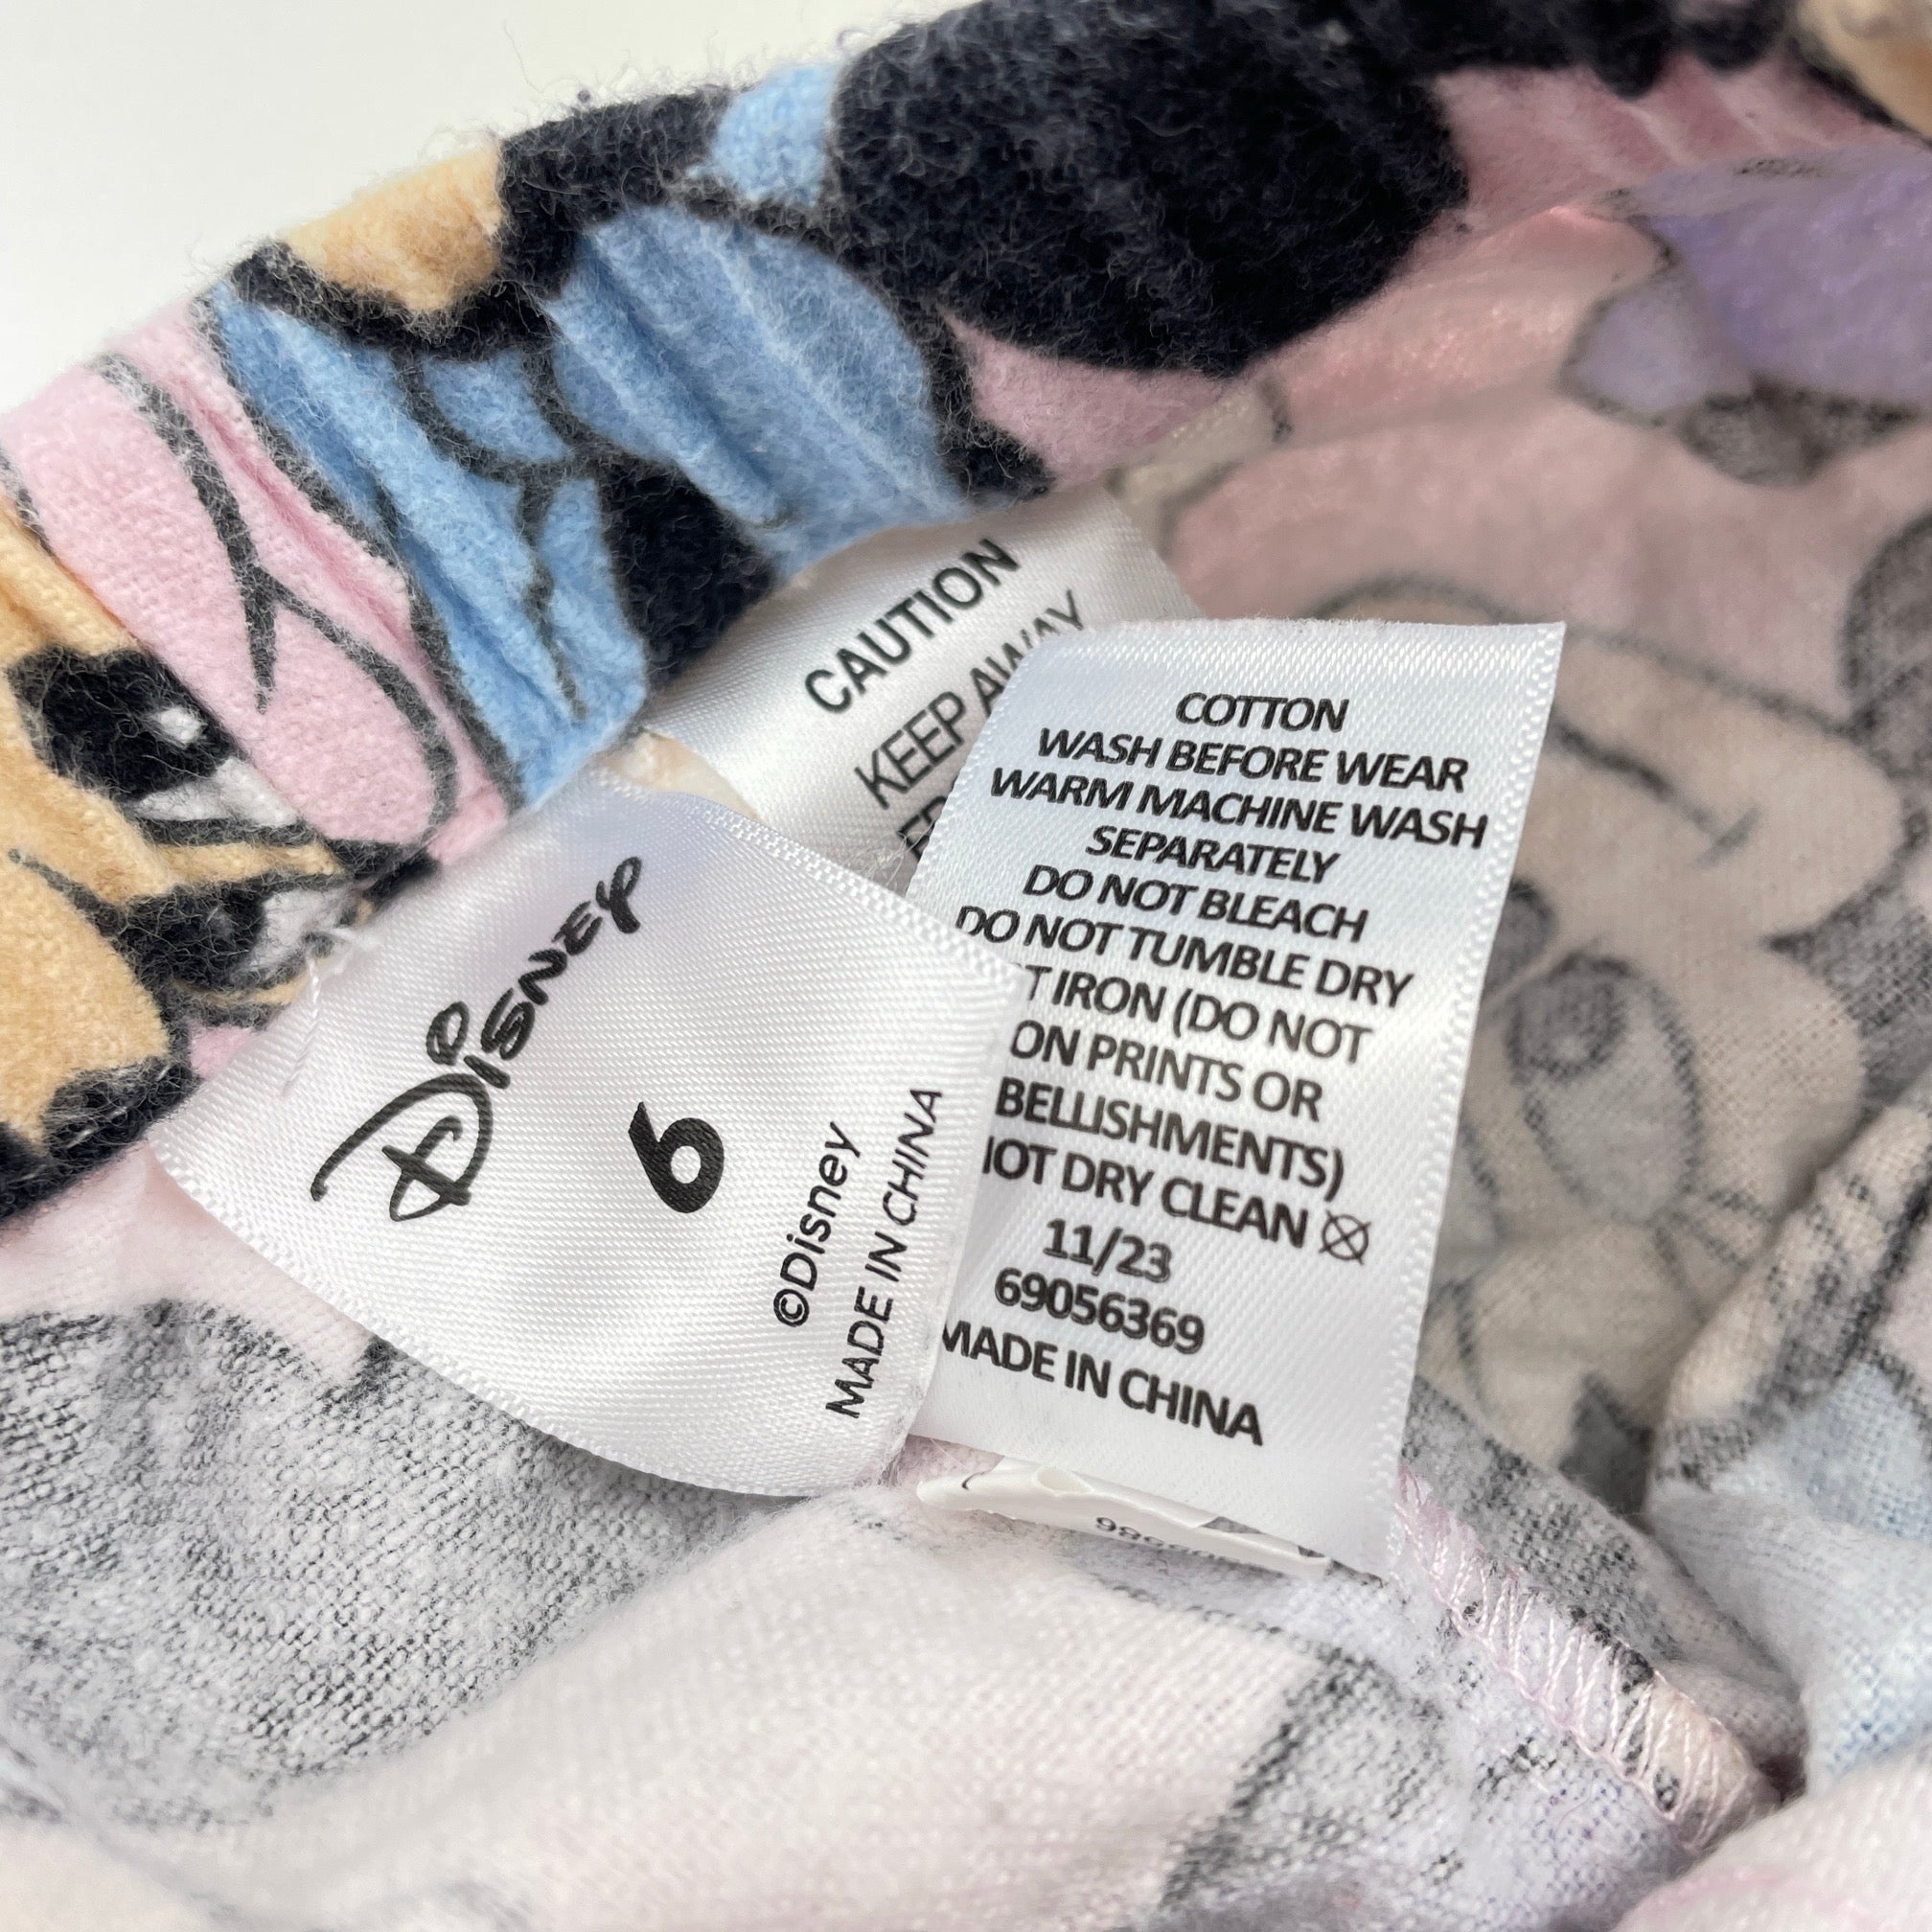 CAUTION
KEEP AWAY
COTTON
WASH BEFORE WEAR
WARM MACHINE WASH
SEPARATELY
DO NOT BLEACH
DO NOT TUMBLE DRY
IRON (DO NOT
ON PRINTS OR
BELLISHMENTS)
DRY CLEAN
11/23
69056369
MADE IN CHINA
Disney
6
©Disney
MADE IN CHINA